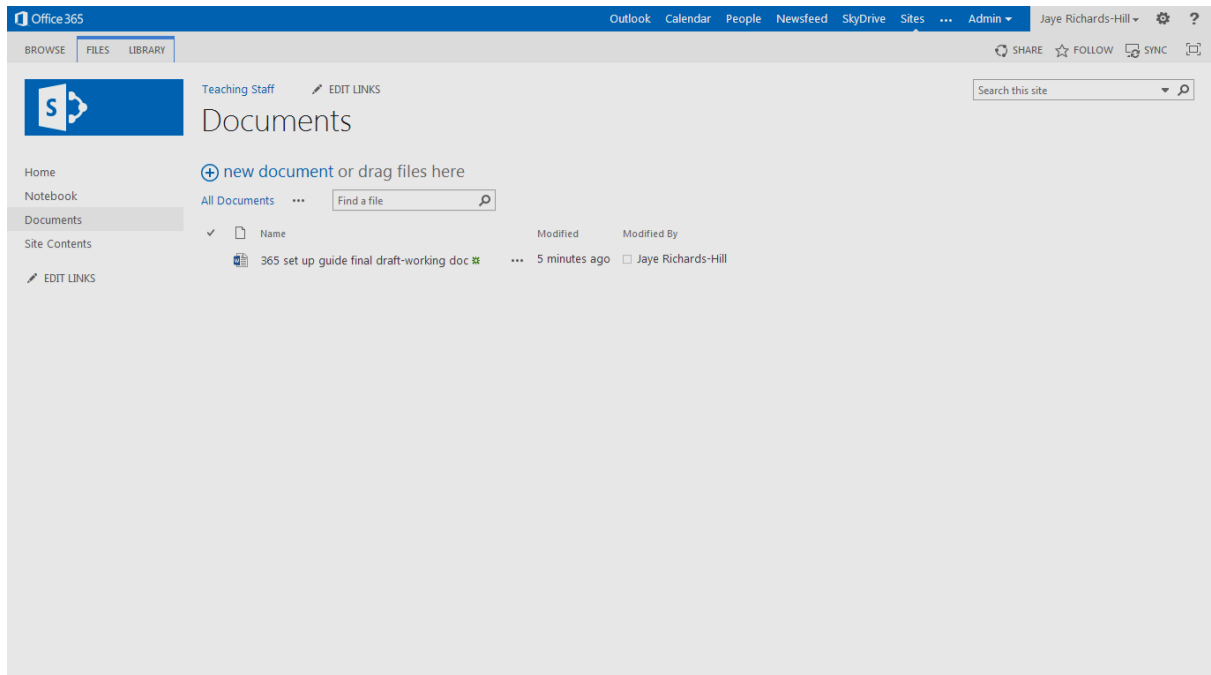 Office 365 Outlook Calendar People Newsfeed SkyDrive Sites ••• Admin Jaye Richards-Hill ?
BROWSE FILES LIBRARY SHARE FOLLOW SYNC
S
Teaching Staff EDIT LINKS
Search this site
Documents
Home
Notebook
Documents
Site Contents
EDIT LINKS
new document or drag files here
All Documents ••• Find a file
Name Modified Modified By
365 set up guide final draft-working doc ••• 5 minutes ago Jaye Richards-Hill